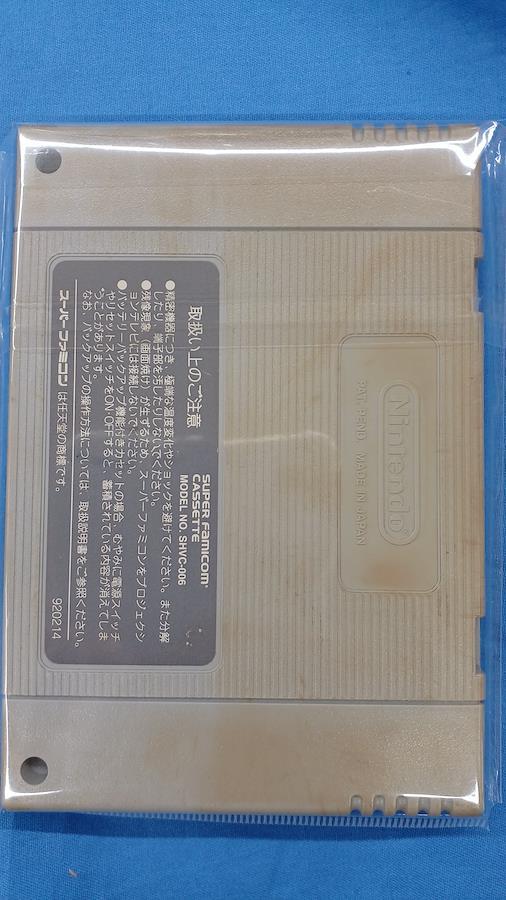 Nintendo®
PAT. PEND. MADE IN JAPAN
SUPER FAMICOM®
CASSETTE
MODEL NO. SHVC-006
取扱い上のご注意
●精密機器につき、極端な温度変化やショックを避けてください。また分解
したり、端子部を汚したりしないでください。
●残像現象（画面焼け）が生ずるため、スーパーファミコンをプロジェクシ
ョンテレビには接続しないでください。
●バッテリーバックアップ機能付きカセットの場合、むやみに電源スイッチ
やリセットスイッチをON-OFFすると、蓄積されている内容が消えてしま
うことがあります。
なお、バックアップの操作方法については、取扱説明書をご参照ください。
スーパーファミコンは任天堂の商標です。
920214